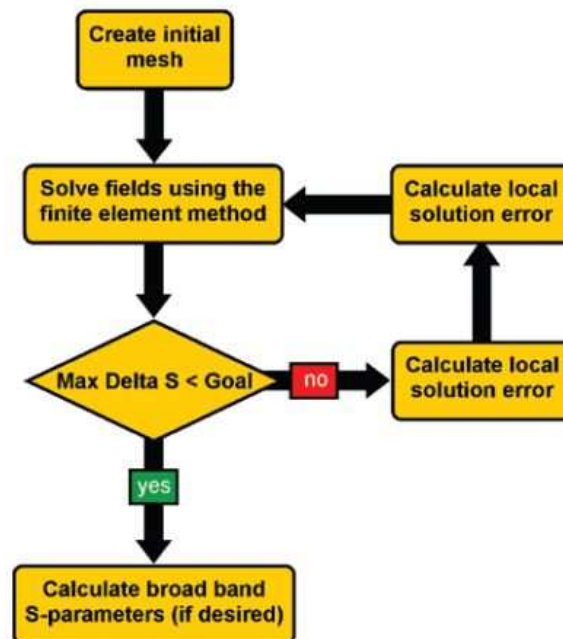 Create initial
mesh
Solve fields using the
finite element method
Calculate local
solution error
Max Delta S < Goal
no
Calculate local
solution error
yes
Calculate broad band
S-parameters (if desired)